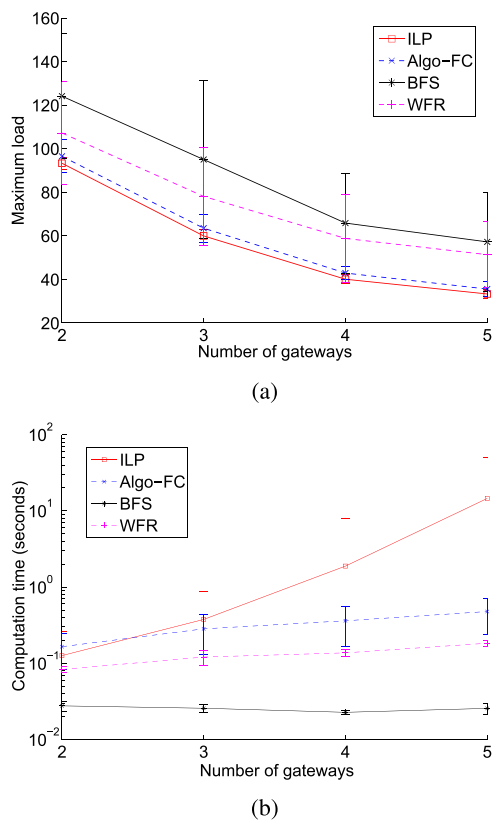 160
140
120
100
80
60
40
20
Maximum load
ILP
Algo-FC
BFS
WFR
2
3
4
5
Number of gateways
(a)
10^2
10^1
10^0
10^-1
10^-2
Computation time (seconds)
ILP
Algo-FC
BFS
WFR
2
3
4
5
Number of gateways
(b)